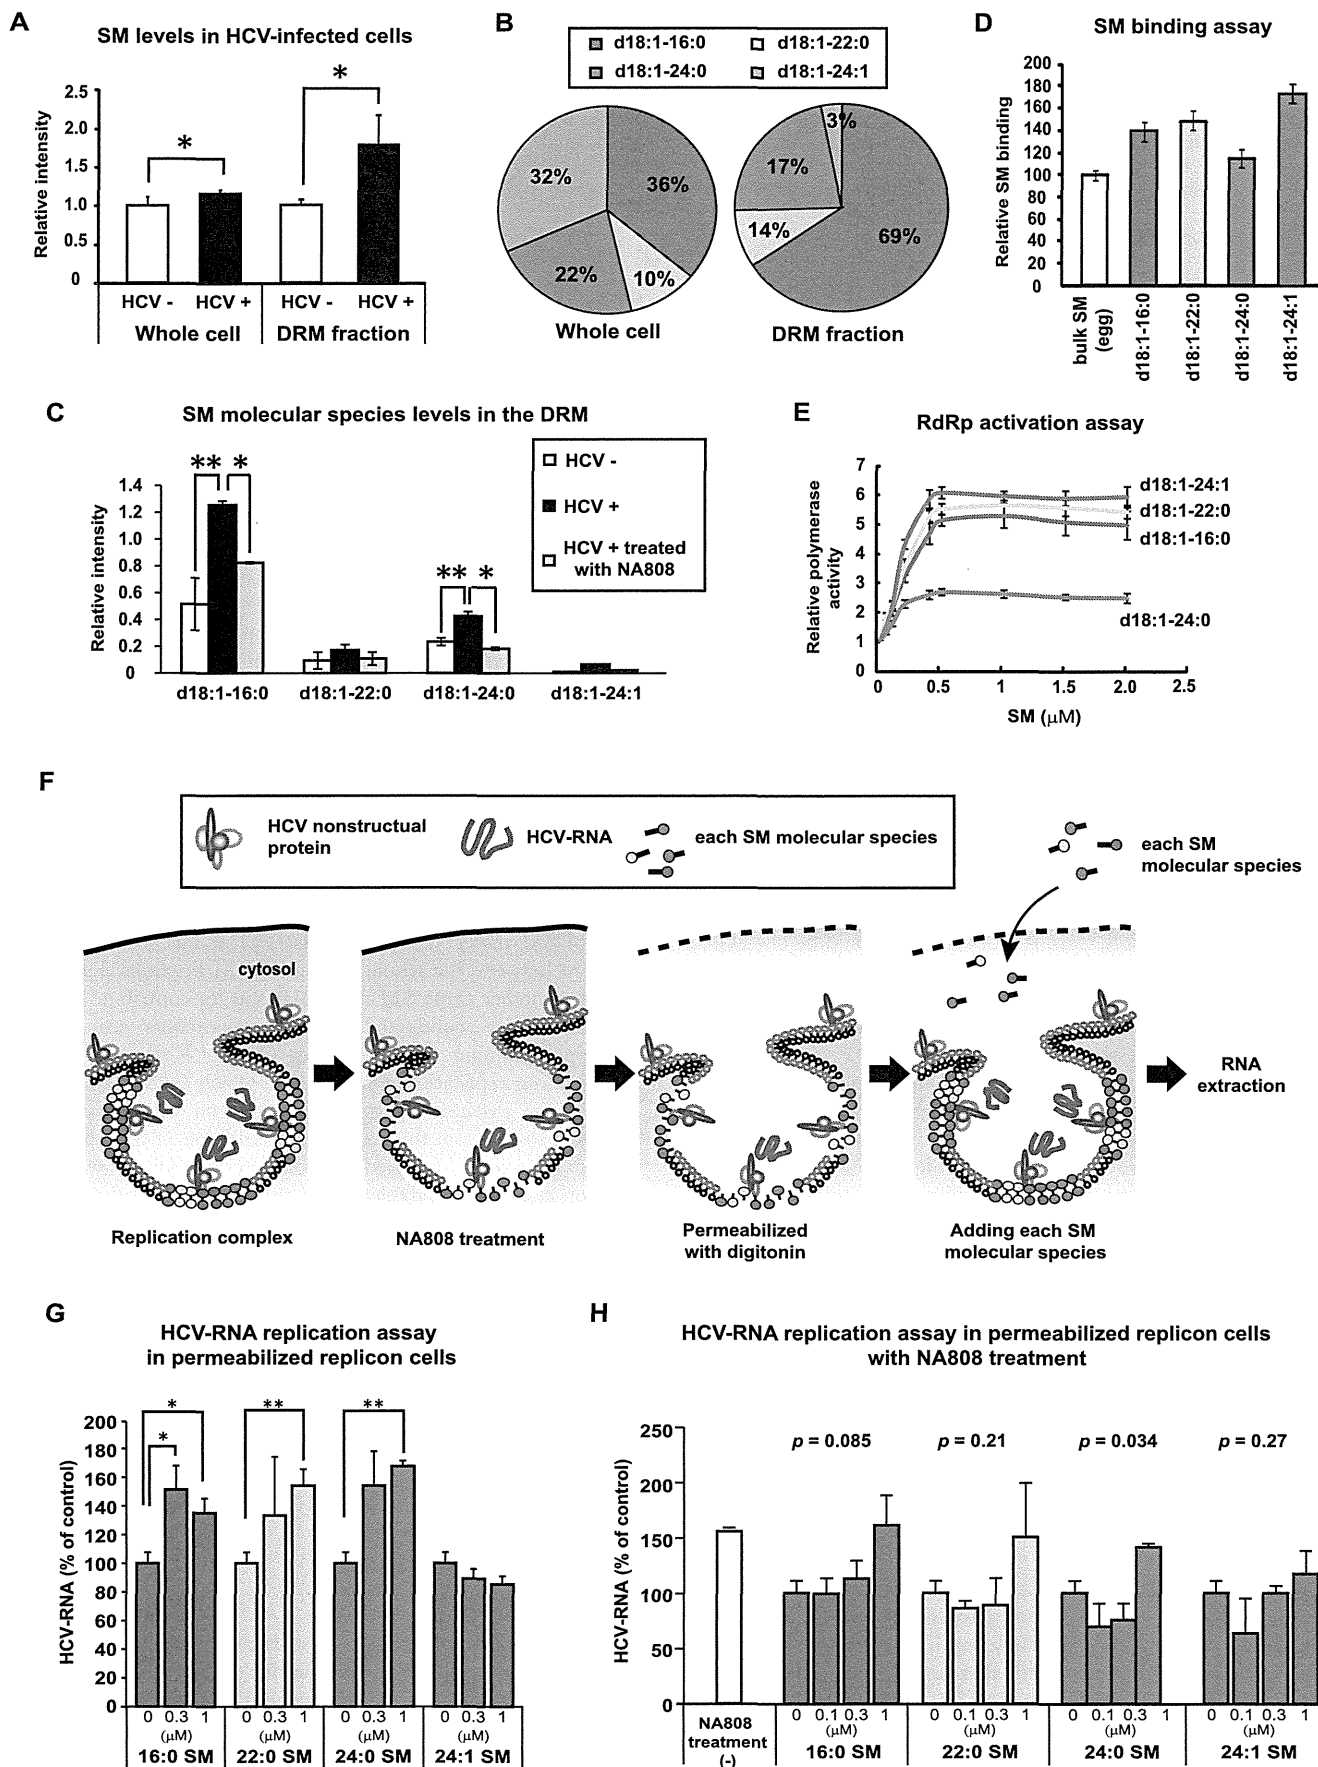 A
SM levels in HCV-infected cells
Relative intensity
2.5
2.0
1.5
1.0
0.5
0
*
*
HCV -
HCV +
HCV -
HCV +
Whole cell
DRM fraction
B
d18:1-16:0
d18:1-22:0
d18:1-24:0
d18:1-24:1
32%
36%
22%
10%
Whole cell
3%
17%
14%
69%
DRM fraction
D
SM binding assay
Relative SM binding
200
180
160
140
120
100
80
60
40
20
0
bulk SM
(egg)
d18:1-16:0
d18:1-22:0
d18:1-24:0
d18:1-24:1
C
SM molecular species levels in the DRM
Relative intensity
1.4
1.2
1.0
0.8
0.6
0.4
0.2
0
** *
** *
HCV -
HCV +
HCV + treated
with NA808
d18:1-16:0
d18:1-22:0
d18:1-24:0
d18:1-24:1
E
RdRp activation assay
Relative polymerase
activity
7
6
5
4
3
2
1
0
d18:1-24:1
d18:1-22:0
d18:1-16:0
d18:1-24:0
0
0.5
1
1.5
2.0
2.5
SM (μM)
F
HCV nonstructual
protein
HCV-RNA
each SM molecular species
each SM
molecular species
cytosol
RNA
extraction
Replication complex
NA808 treatment
Permeabilized
with digitonin
Adding each SM
molecular species
G
HCV-RNA replication assay
in permeabilized replicon cells
HCV-RNA (% of control)
200
180
160
140
120
100
80
60
40
20
0
*
*
**
**
0 0.3 1
(μM)
16:0 SM
0 0.3 1
(μM)
22:0 SM
0 0.3 1
(μM)
24:0 SM
0 0.3 1
(μM)
24:1 SM
H
HCV-RNA replication assay in permeabilized replicon cells
with NA808 treatment
HCV-RNA (% of control)
250
200
150
100
50
0
p = 0.085
p = 0.21
p = 0.034
p = 0.27
NA808
treatment
(-)
0 0.1 0.3 1
(μM)
16:0 SM
0 0.1 0.3 1
(μM)
22:0 SM
0 0.1 0.3 1
(μM)
24:0 SM
0 0.1 0.3 1
(μM)
24:1 SM